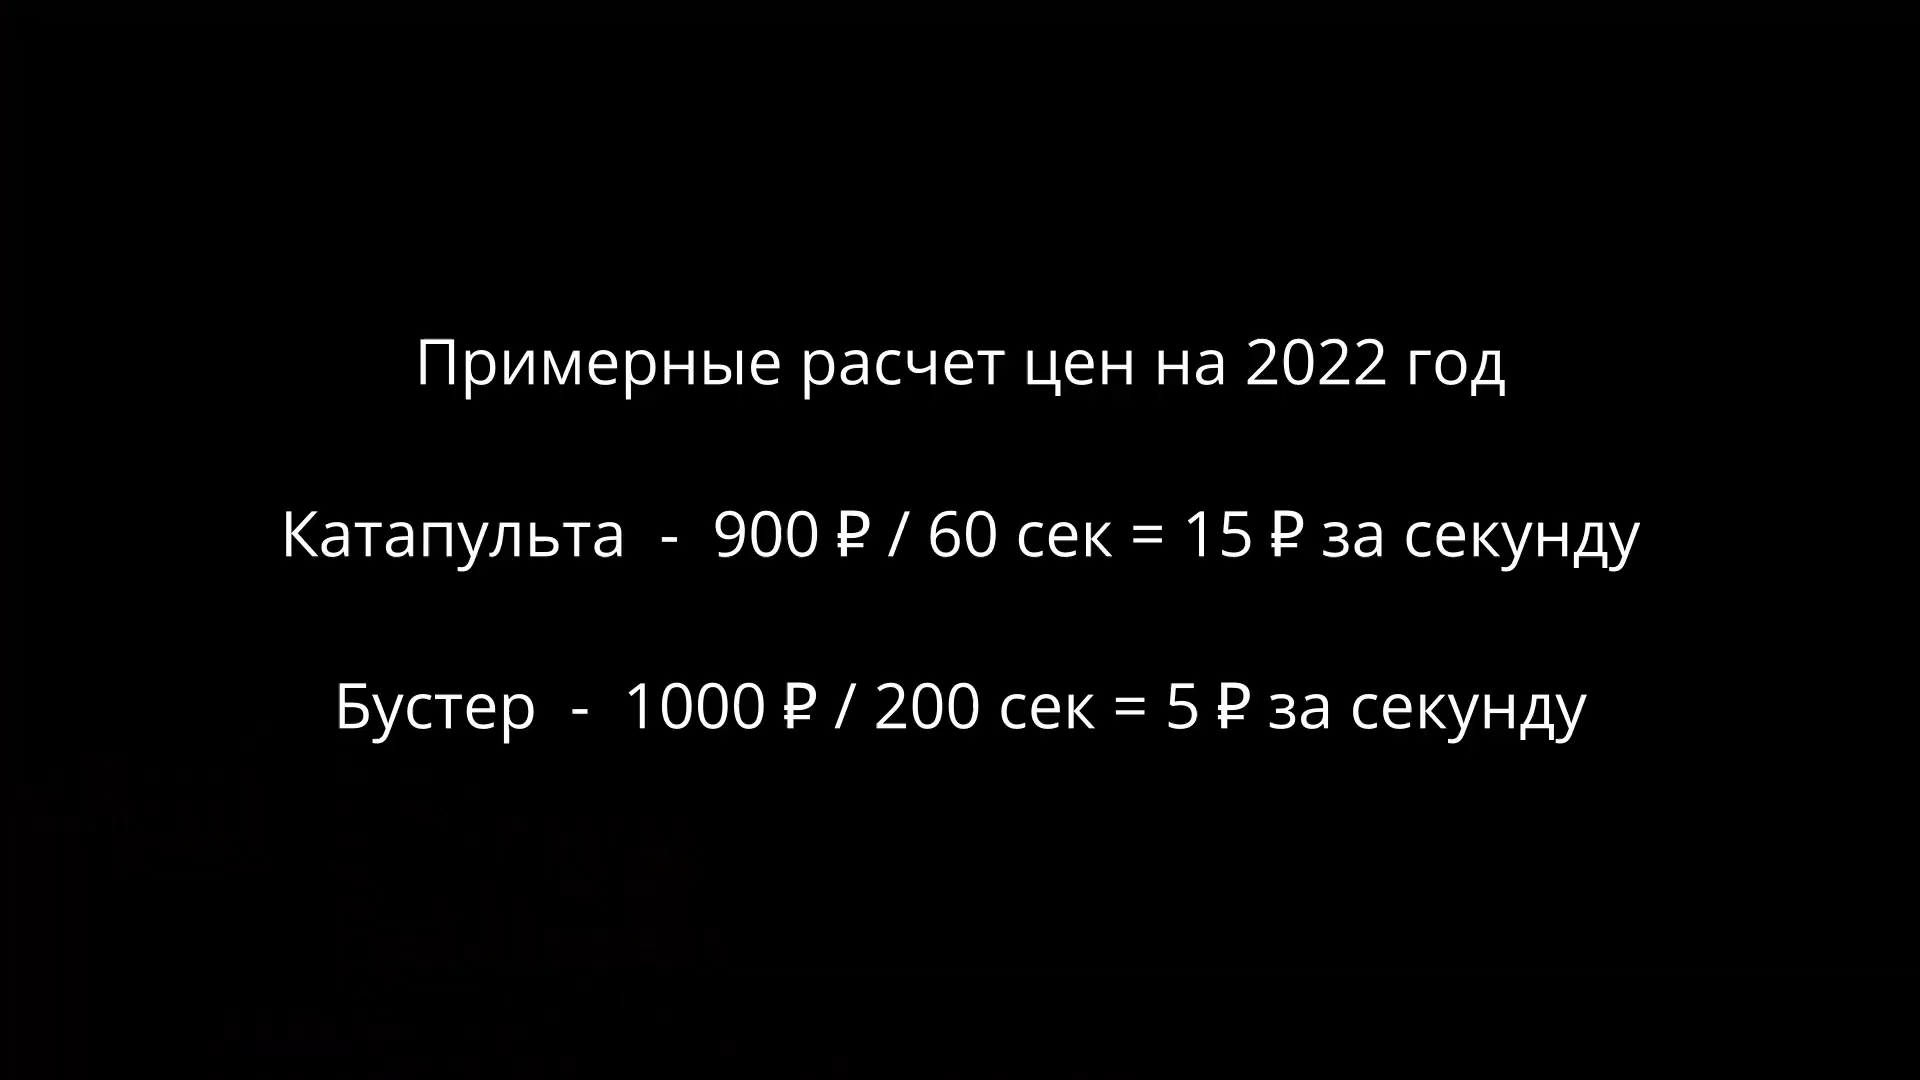 Примерные расчет цен на 2022 год
Катапульта - 900 ₽ / 60 сек = 15 ₽ за секунду
Бустер - 1000 ₽ / 200 сек = 5 ₽ за секунду